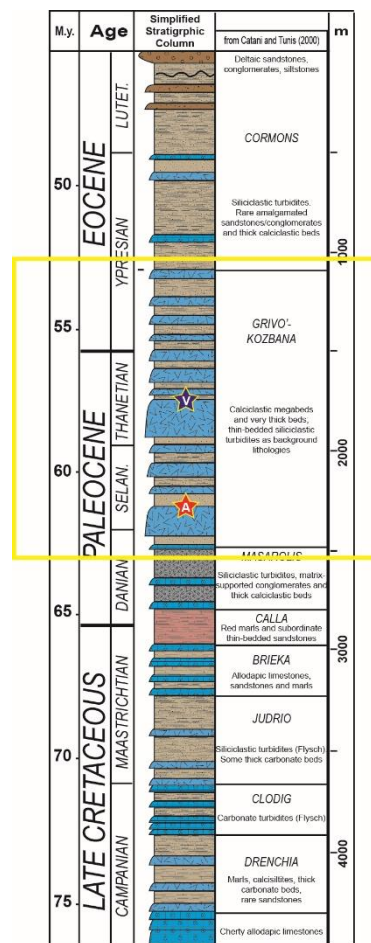 M.y.
Age
Simplified
Stratigrphic
Column
from Catani and Tunis (2000)
m
Deltaic sandstones,
conglomerates, siltstones
LUTET.
CORMONS
50
EOCENE
YPRESIAN
Siliciclastic turbidites.
Rare amalgamated
sandstones/conglomerates
and thick calciclastic beds
1000
GRIVO'-
KOZBANA
55
THANETIAN
V
Calciclastic megabeds
and very thick beds,
thin-bedded siliciclastic
turbidites as background
lithologies
2000
60
PALEOCENE
SELAN.
A
MASAROLIS
DANIAN
Siliciclastic turbidites, matrix-
supported conglomerates and
thick calciclastic beds
65
CALLA
Red marls and subordinate
thin-bedded sandstones
3000
BRIEKA
Allodapic limestones,
sandstones and marls
MAASTRICHTIAN
JUDRIO
70
Siliciclastic turbidites (Flysch)
Some thick carbonate beds
LATE CRETACEOUS
CLODIG
Carbonate turbidites (Flysch)
4000
CAMPANIAN
DRENCHIA
Marls, calcisiltites, thick
carbonate beds,
rare sandstones
75
Cherty allodapic limestones